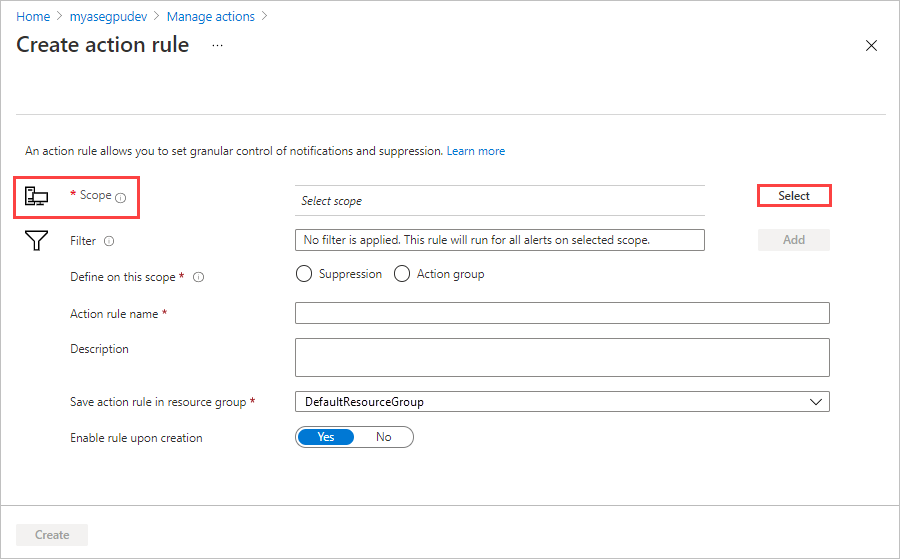 Home > myasegpudev > Manage actions >
Create action rule ...
An action rule allows you to set granular control of notifications and suppression. Learn more
* Scope
Select scope
Select
Filter
No filter is applied. This rule will run for all alerts on selected scope.
Add
Define on this scope *
Suppression
Action group
Action rule name *
Description
Save action rule in resource group *
DefaultResourceGroup
Enable rule upon creation
Yes
No
Create